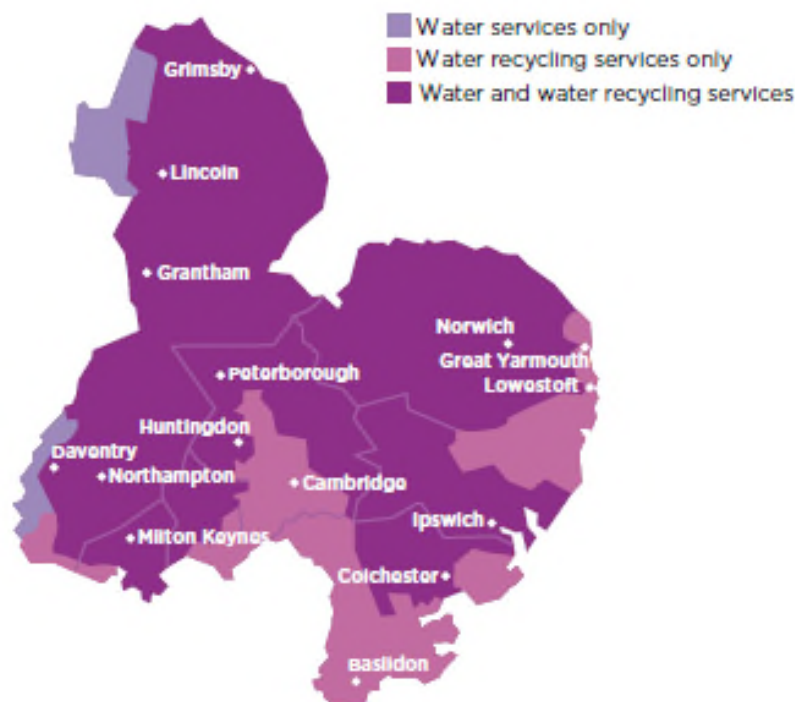 Water services only
Water recycling services only
Water and water recycling services
Grimsby
Lincoln
Grantham
Norwich
Great Yarmouth
Lowestoft
Peterborough
Huntingdon
Daventry
Northampton
Cambridge
Ipswich
Milton Keynes
Colchester
Basildon